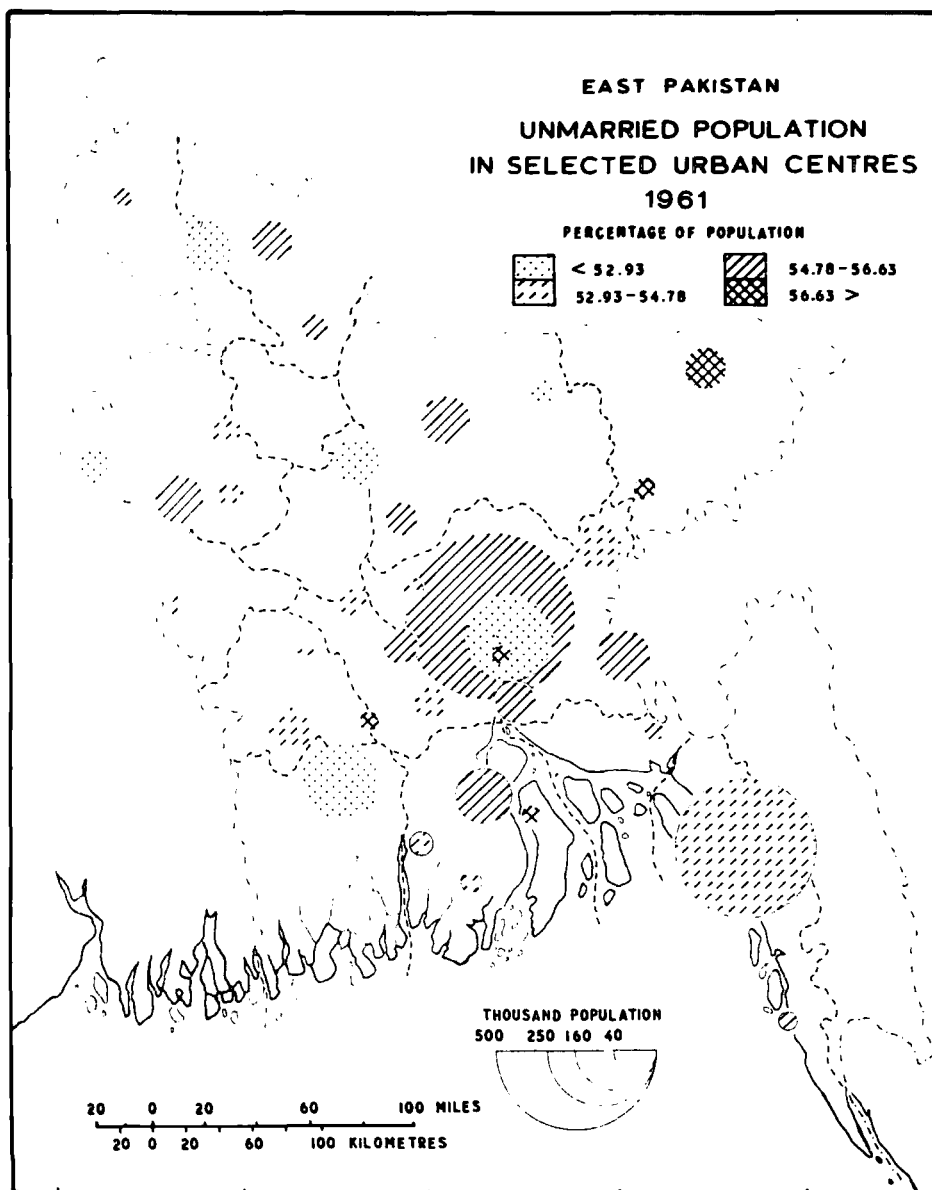 EAST PAKISTAN
UNMARRIED POPULATION
IN SELECTED URBAN CENTRES
1961
PERCENTAGE OF POPULATION
< 52.93
54.78-56.63
52.93-54.78
56.63 >
THOUSAND POPULATION
500 250 160 40
20 0 20 60 100 MILES
20 0 20 60 100 KILOMETRES